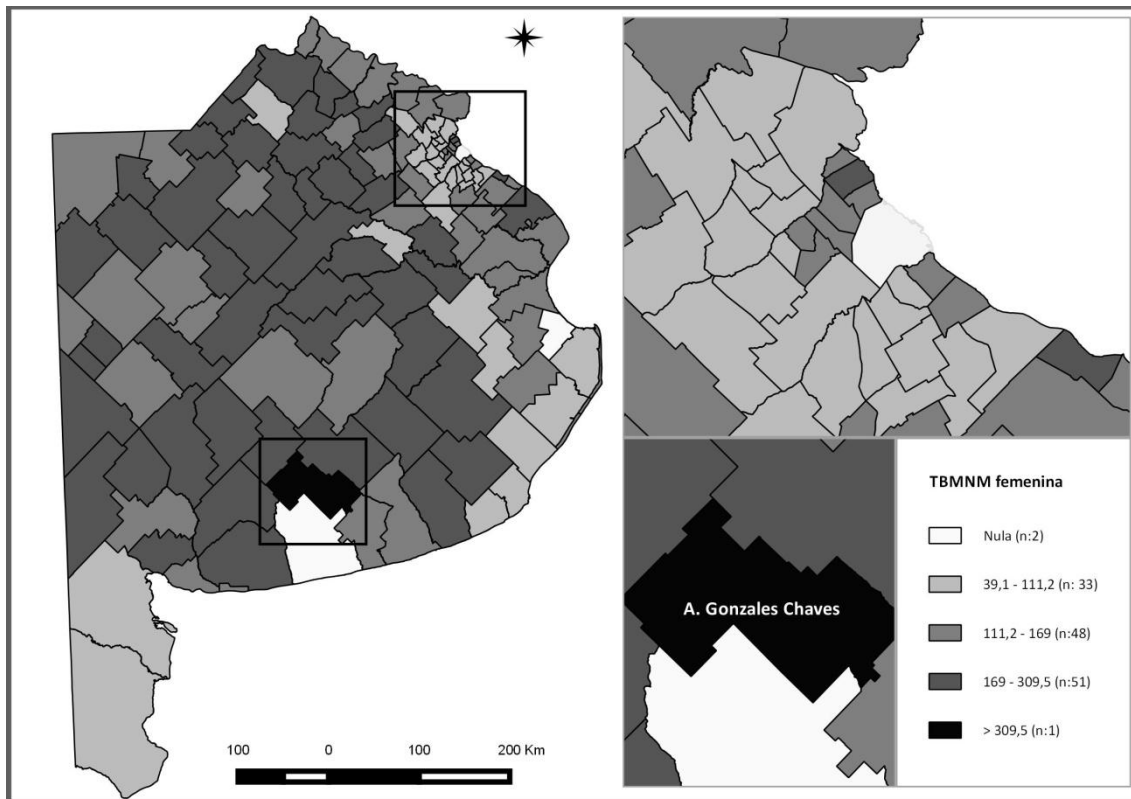 A. Gonzales Chaves
TBMNM femenina
Nula (n:2)
39,1 - 111,2 (n: 33)
111,2 - 169 (n:48)
169 - 309,5 (n:51)
> 309,5 (n:1)
100 0 100 200 Km